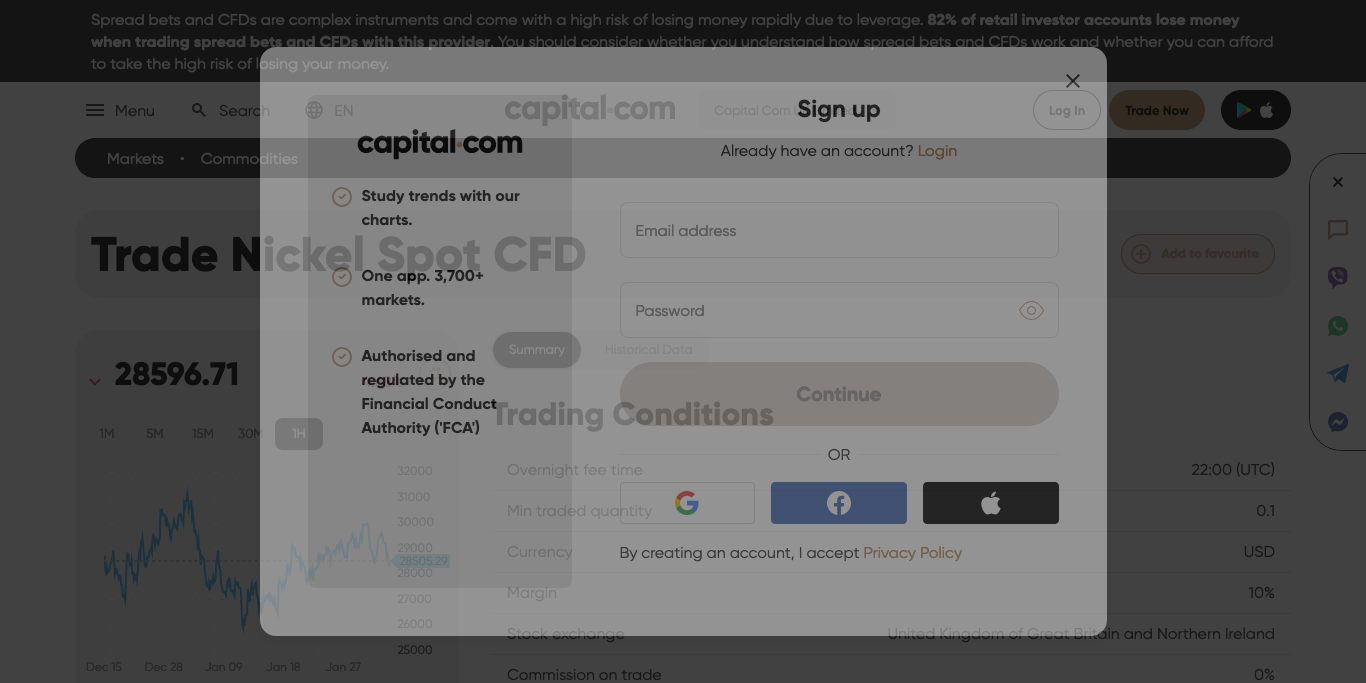 Spread bets and CFDs are complex instruments and come with a high risk of losing money rapidly due to leverage. 82% of retail investor accounts lose money
when trading spread bets and CFDs with this provider. You should consider whether you understand how spread bets and CFDs work and whether you can afford
to take the high risk of losing your money.
Menu
Search
EN
capital.com
Capital Com
Log In
Trade Now
Markets • Commodities
Trade Nickel Spot CFD
Add to favourite
28596.71
1M 5M 15M 30M 1H
32000
31000
30000
29000
28505.29
28000
27000
26000
25000
Dec 15 Dec 28 Jan 09 Jan 18 Jan 27
Summary
Historical Data
Trading Conditions
Overnight fee time 22:00 (UTC)
Min traded quantity 0.1
Currency USD
Margin 10%
Stock exchange United Kingdom of Great Britain and Northern Ireland
Commission on trade 0%
capital.com
Study trends with our
charts.
One app. 3,700+
markets.
Authorised and
regulated by the
Financial Conduct
Authority ('FCA')
Sign up
Already have an account? Login
Email address
Password
Continue
OR
By creating an account, I accept Privacy Policy